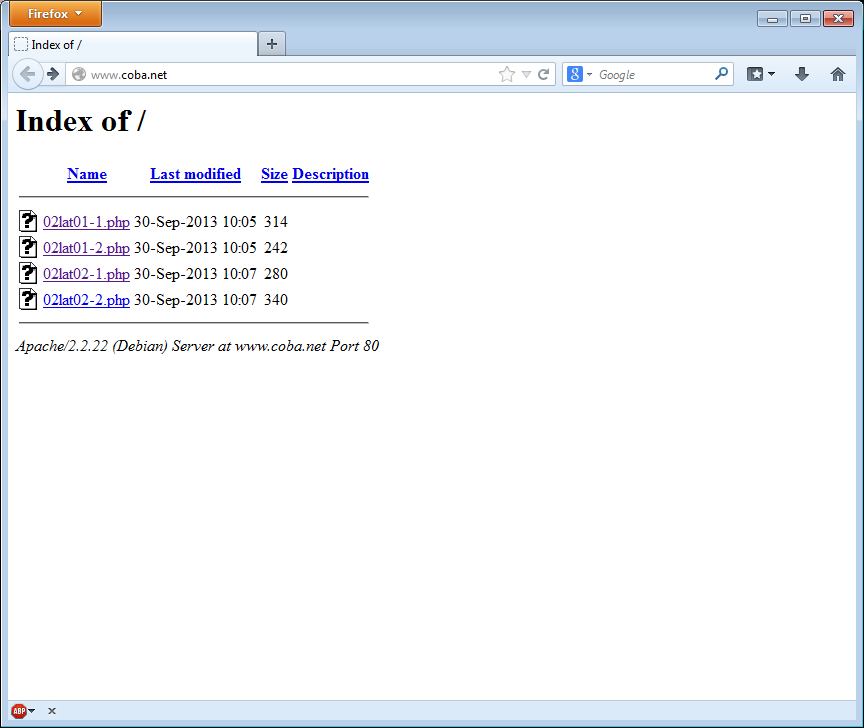 Firefox
Index of /
www.coba.net
8 Google
Index of /
Name Last modified Size Description
? 02lat01-1.php 30-Sep-2013 10:05 314
? 02lat01-2.php 30-Sep-2013 10:05 242
? 02lat02-1.php 30-Sep-2013 10:07 280
? 02lat02-2.php 30-Sep-2013 10:07 340
Apache/2.2.22 (Debian) Server at www.coba.net Port 80
ABP